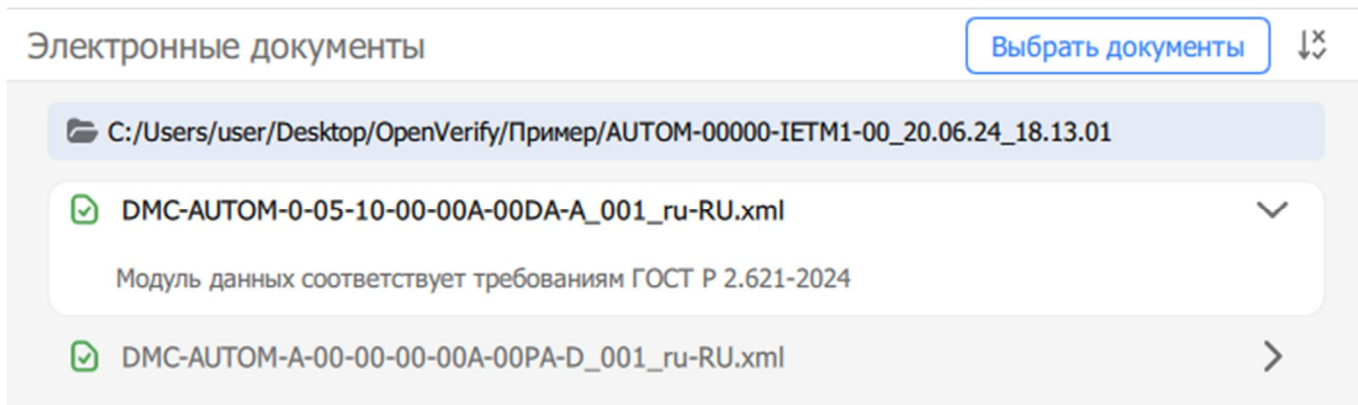 Электронные документы
Выбрать документы
C:/Users/user/Desktop/OpenVerify/Пример/AUTOM-00000-IETM1-00_20.06.24_18.13.01
DMC-AUTOM-0-05-10-00-00A-00DA-A_001_ru-RU.xml
Модуль данных соответствует требованиям ГОСТ Р 2.621-2024
DMC-AUTOM-A-00-00-00-00A-00PA-D_001_ru-RU.xml